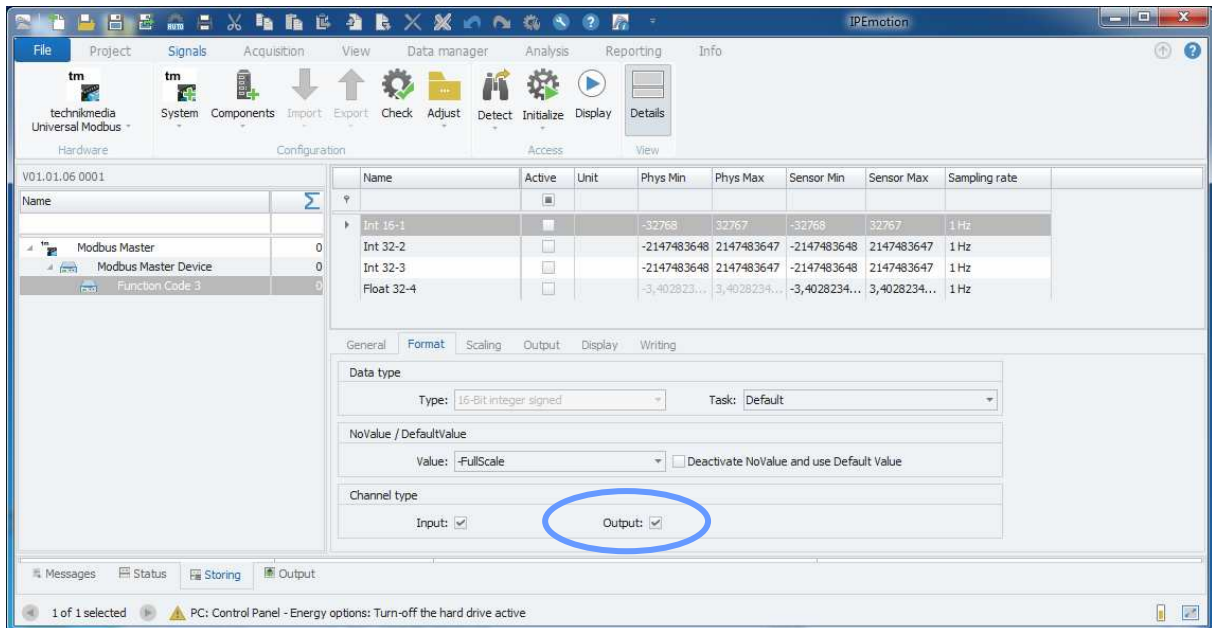 AUTO
IPEmotion
File Project Signals Acquisition View Data manager Analysis Reporting Info
tm tm
technikmedia Universal Modbus System Components Import Export Check Adjust Detect Initialize Display Details
Hardware Configuration Access View
V01.01.06 0001
Name Σ
Modbus Master 0
Modbus Master Device 0
Function Code 3 0
Name Active Unit Phys Min Phys Max Sensor Min Sensor Max Sampling rate
Int 16-1 -32768 32767 -32768 32767 1 Hz
Int 32-2 -2147483648 2147483647 -2147483648 2147483647 1 Hz
Int 32-3 -2147483648 2147483647 -2147483648 2147483647 1 Hz
Float 32-4 -3,402823... 3,4028234... -3,4028234... 3,4028234... 1 Hz
General Format Scaling Output Display Writing
Data type
Type: 16-Bit integer signed Task: Default
NoValue / DefaultValue
Value: -FullScale Deactivate NoValue and use Default Value
Channel type
Input: Output:
Messages Status Storing Output
1 of 1 selected PC: Control Panel - Energy options: Turn-off the hard drive active